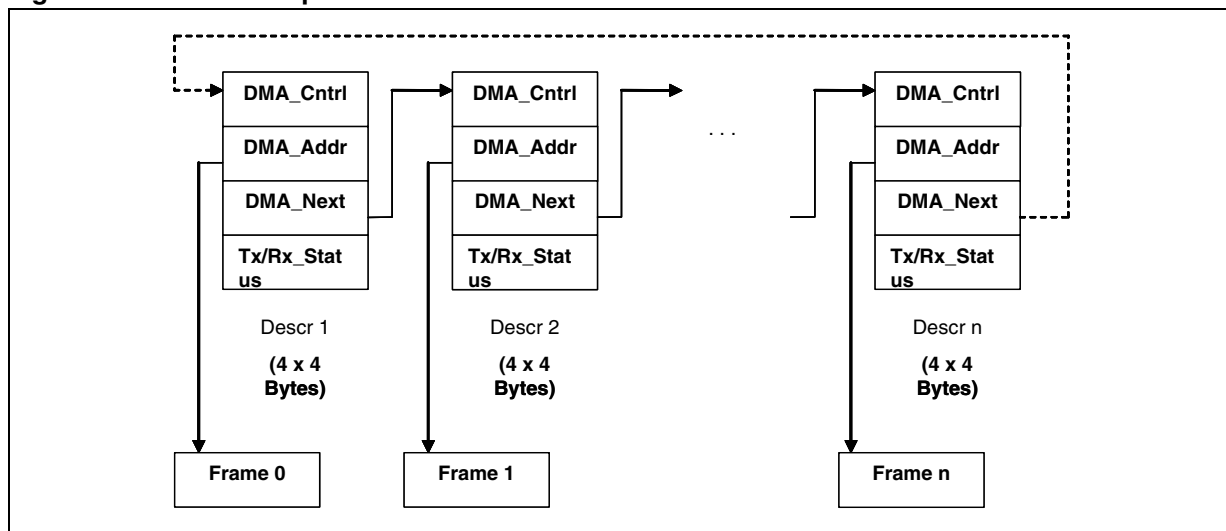 DMA_Cntrl
DMA_Addr
DMA_Next
Tx/Rx_Stat
us
Descr 1
(4 x 4
Bytes)
Frame 0
DMA_Cntrl
DMA_Addr
DMA_Next
Tx/Rx_Stat
us
Descr 2
(4 x 4
Bytes)
Frame 1
. . .
DMA_Cntrl
DMA_Addr
DMA_Next
Tx/Rx_Stat
us
Descr n
(4 x 4
Bytes)
Frame n